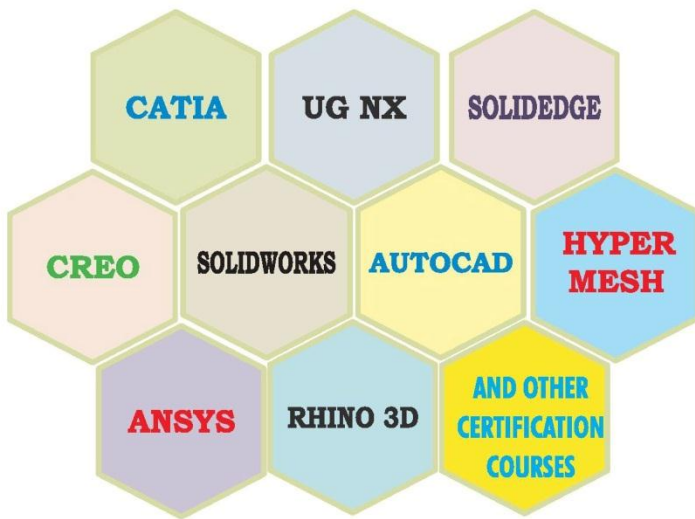 CATIA
UG NX
SOLIDEDGE
CREO
SOLIDWORKS
AUTOCAD
HYPER
MESH
ANSYS
RHINO 3D
AND OTHER
CERTIFICATION
COURSES